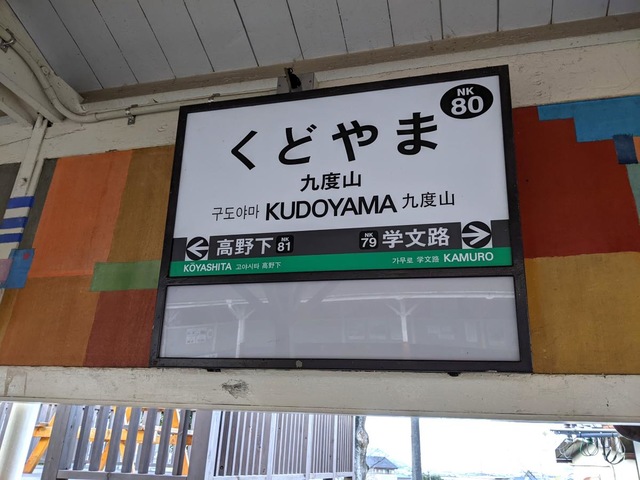 NK
80
くどやま
九度山
구도야마 KUDOYAMA 九度山
高野下 NK 81 NK 79 学文路
KŌYASHITA 고야시타 高野下 가무로 学文路 KAMURO